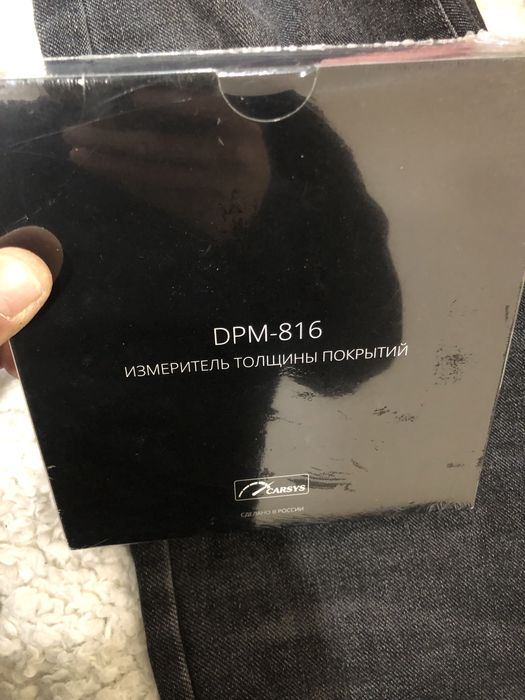 DPM-816
ИЗМЕРИТЕЛЬ ТОЛЩИНЫ ПОКРЫТИЙ
CARSYS
СДЕЛАНО В РОССИИ